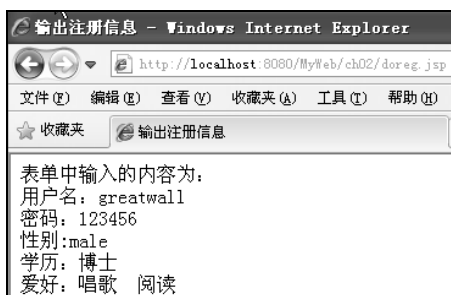 输出注册信息 - Windows Internet Explorer
http://localhost:8080/MyWeb/ch02/doreg.jsp
文件(F) 编辑(E) 查看(V) 收藏夹(A) 工具(T) 帮助(H)
收藏夹 输出注册信息
表单中输入的内容为：
用户名：greatwall
密码：123456
性别:male
学历：博士
爱好：唱歌 阅读